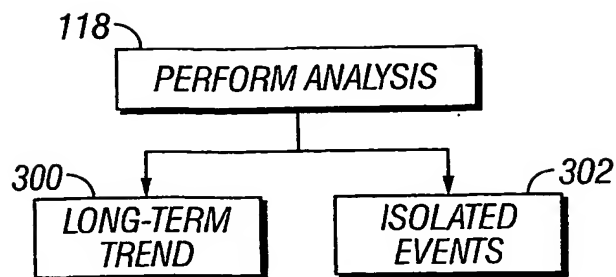 118
PERFORM ANALYSIS
300
LONG-TERM
TREND
302
ISOLATED
EVENTS